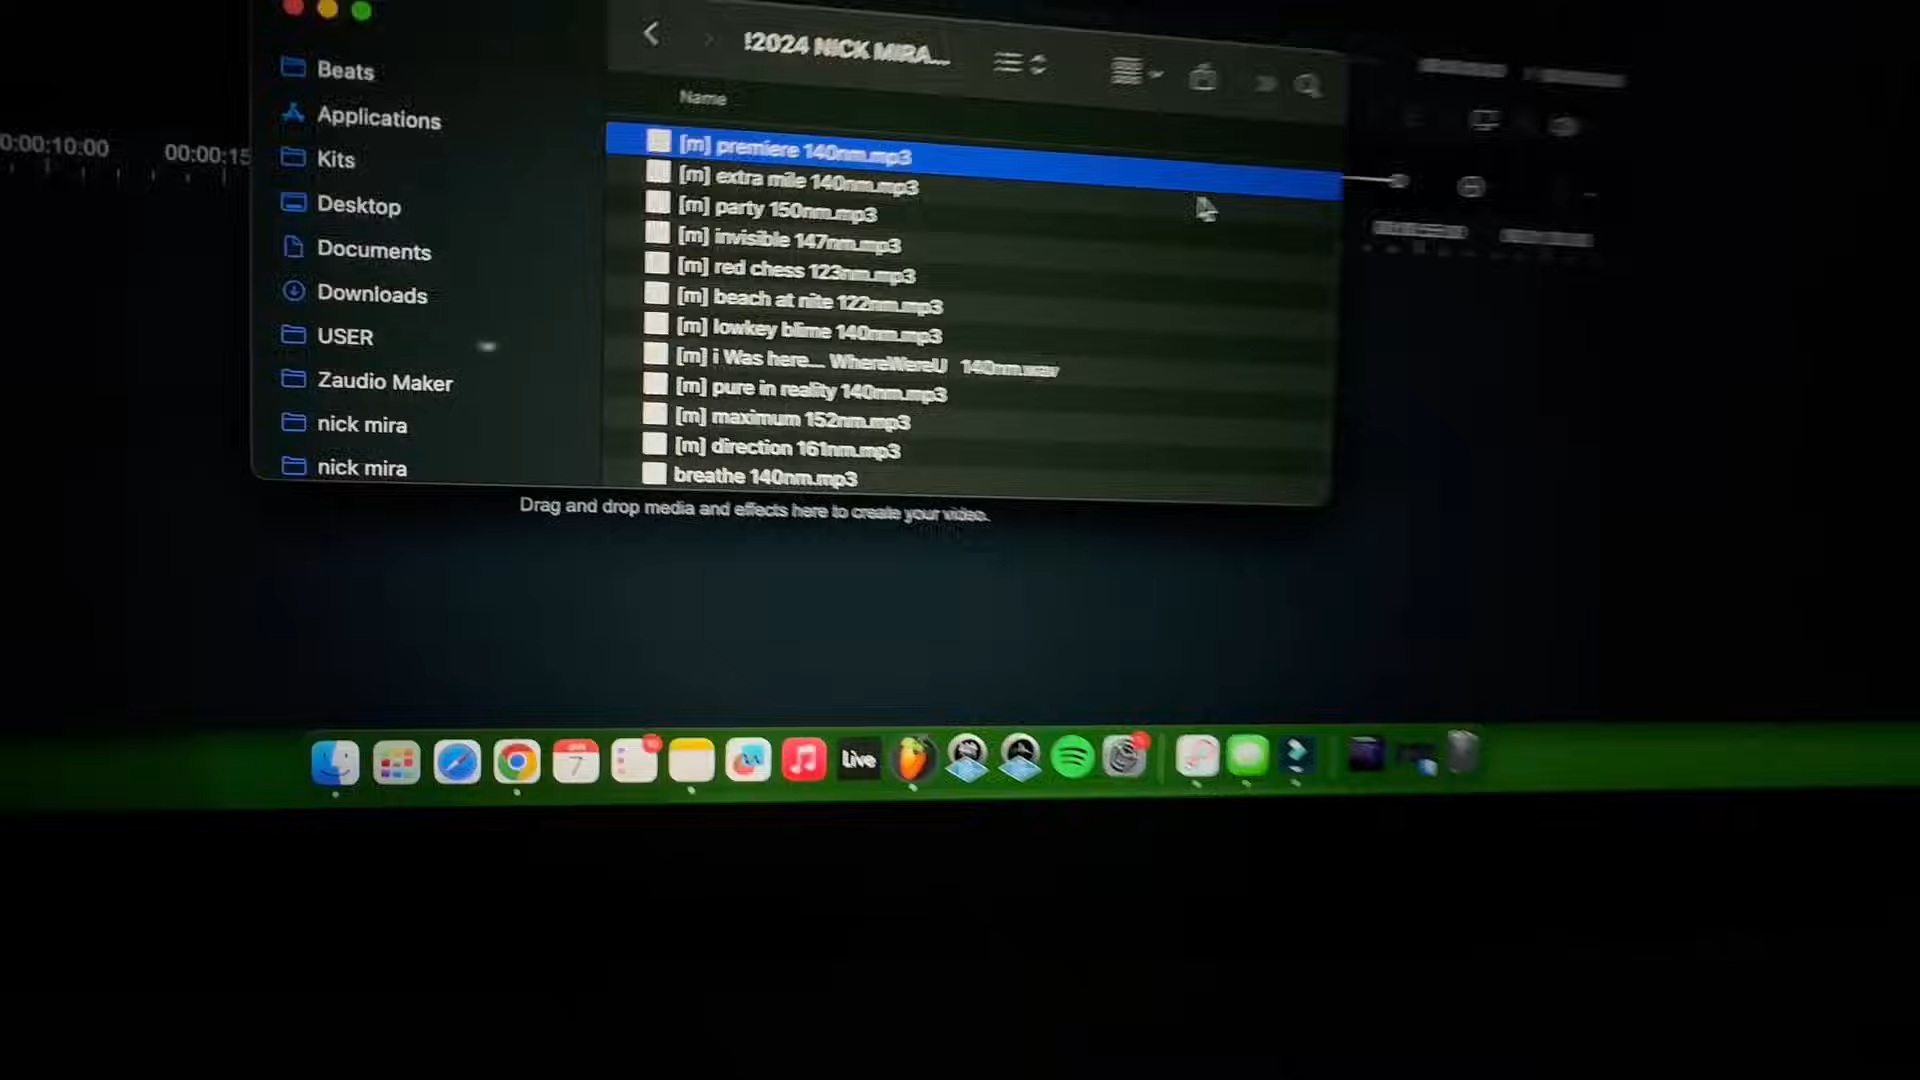 !2024 NICK MIRA...
Beats
Applications
Kits
Desktop
Documents
Downloads
USER
Zaudio Maker
nick mira
nick mira
Name
[m] premiere 140nm.mp3
[m] extra mile 140nm.mp3
[m] party 150nm.mp3
[m] invisible 147nm.mp3
[m] red chess 123nm.mp3
[m] beach at nite 122nm.mp3
[m] lowkey blime 140nm.mp3
[m] i Was here... WhereWereU 140nm.wav
[m] pure in reality 140nm.mp3
[m] maximum 152nm.mp3
[m] direction 161nm.mp3
breathe 140nm.mp3
0:00:10:00
00:00:15
Drag and drop media and effects here to create your video.
7
Live